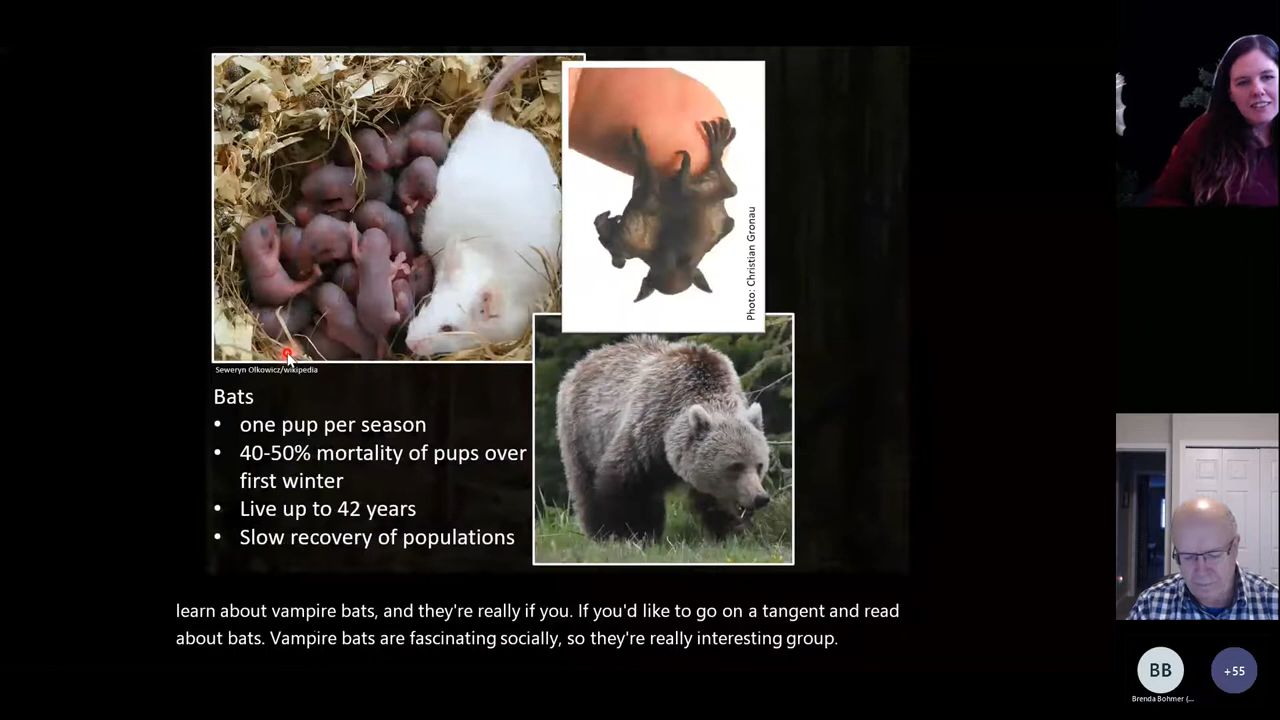 Photo: Christian Gronau
Seweryn Olkowicz/wikipedia
Bats
• one pup per season
• 40-50% mortality of pups over
first winter
• Live up to 42 years
• Slow recovery of populations
learn about vampire bats, and they're really if you. If you'd like to go on a tangent and read
about bats. Vampire bats are fascinating socially, so they're really interesting group.
BB
+55
Brenda Bohmer (...